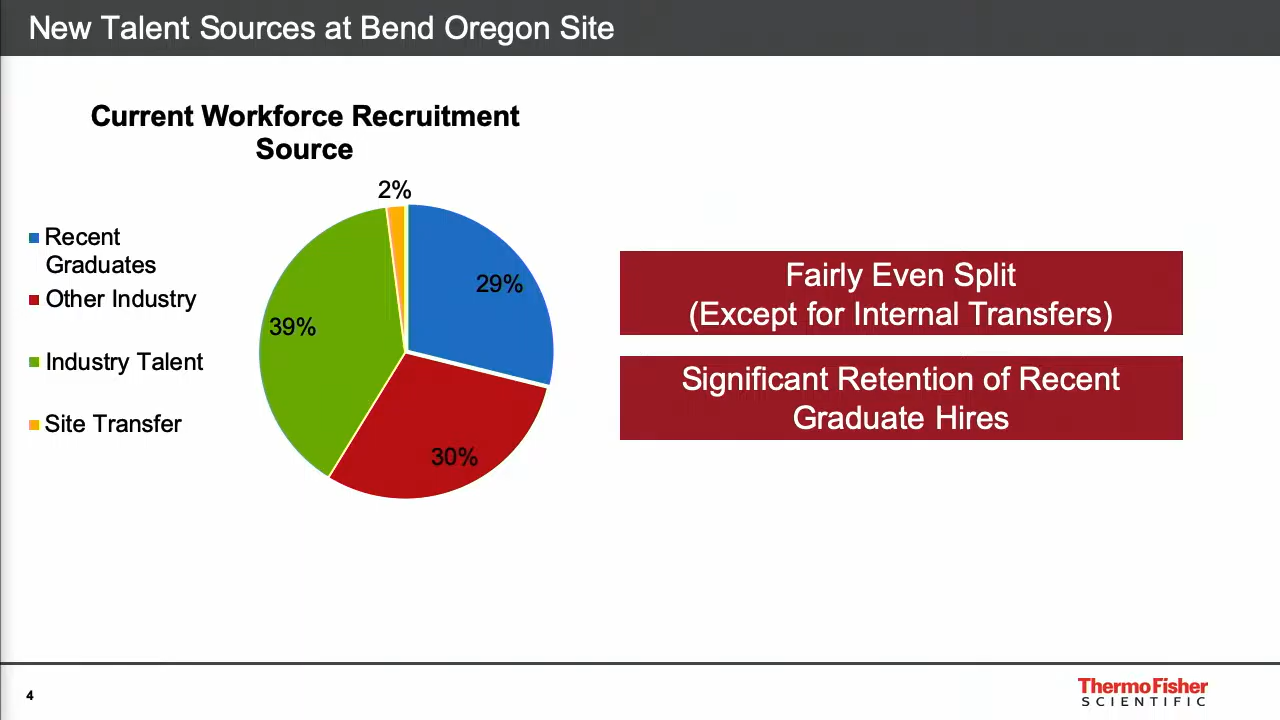 New Talent Sources at Bend Oregon Site
Current Workforce Recruitment
Source
2%
29%
39%
30%
Recent
Graduates
Other Industry
Industry Talent
Site Transfer
Fairly Even Split
(Except for Internal Transfers)
Significant Retention of Recent
Graduate Hires
4
ThermoFisher
SCIENTIFIC